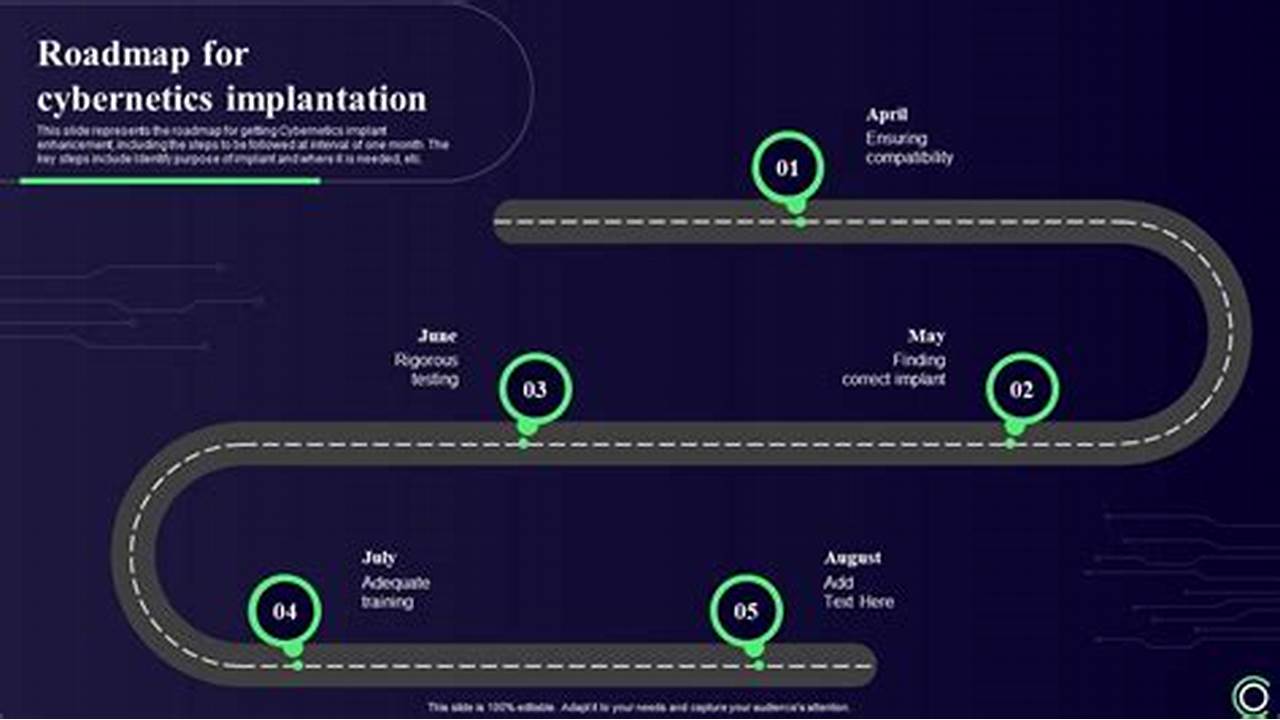 Roadmap for
cybernetics implantation
This slide represents the roadmap for getting Cybernetics implant
enhancement, including the steps to be followed at interval of one month. The
key steps include Identify purpose of implant and where it is needed, etc.
01
April
Ensuring
compatibility
June
Rigorous
testing
03
May
Finding
correct implant
02
04
July
Adequate
training
05
August
Add
Text Here
This slide is 100% editable. Adapt it to your needs and capture your audience's attention.